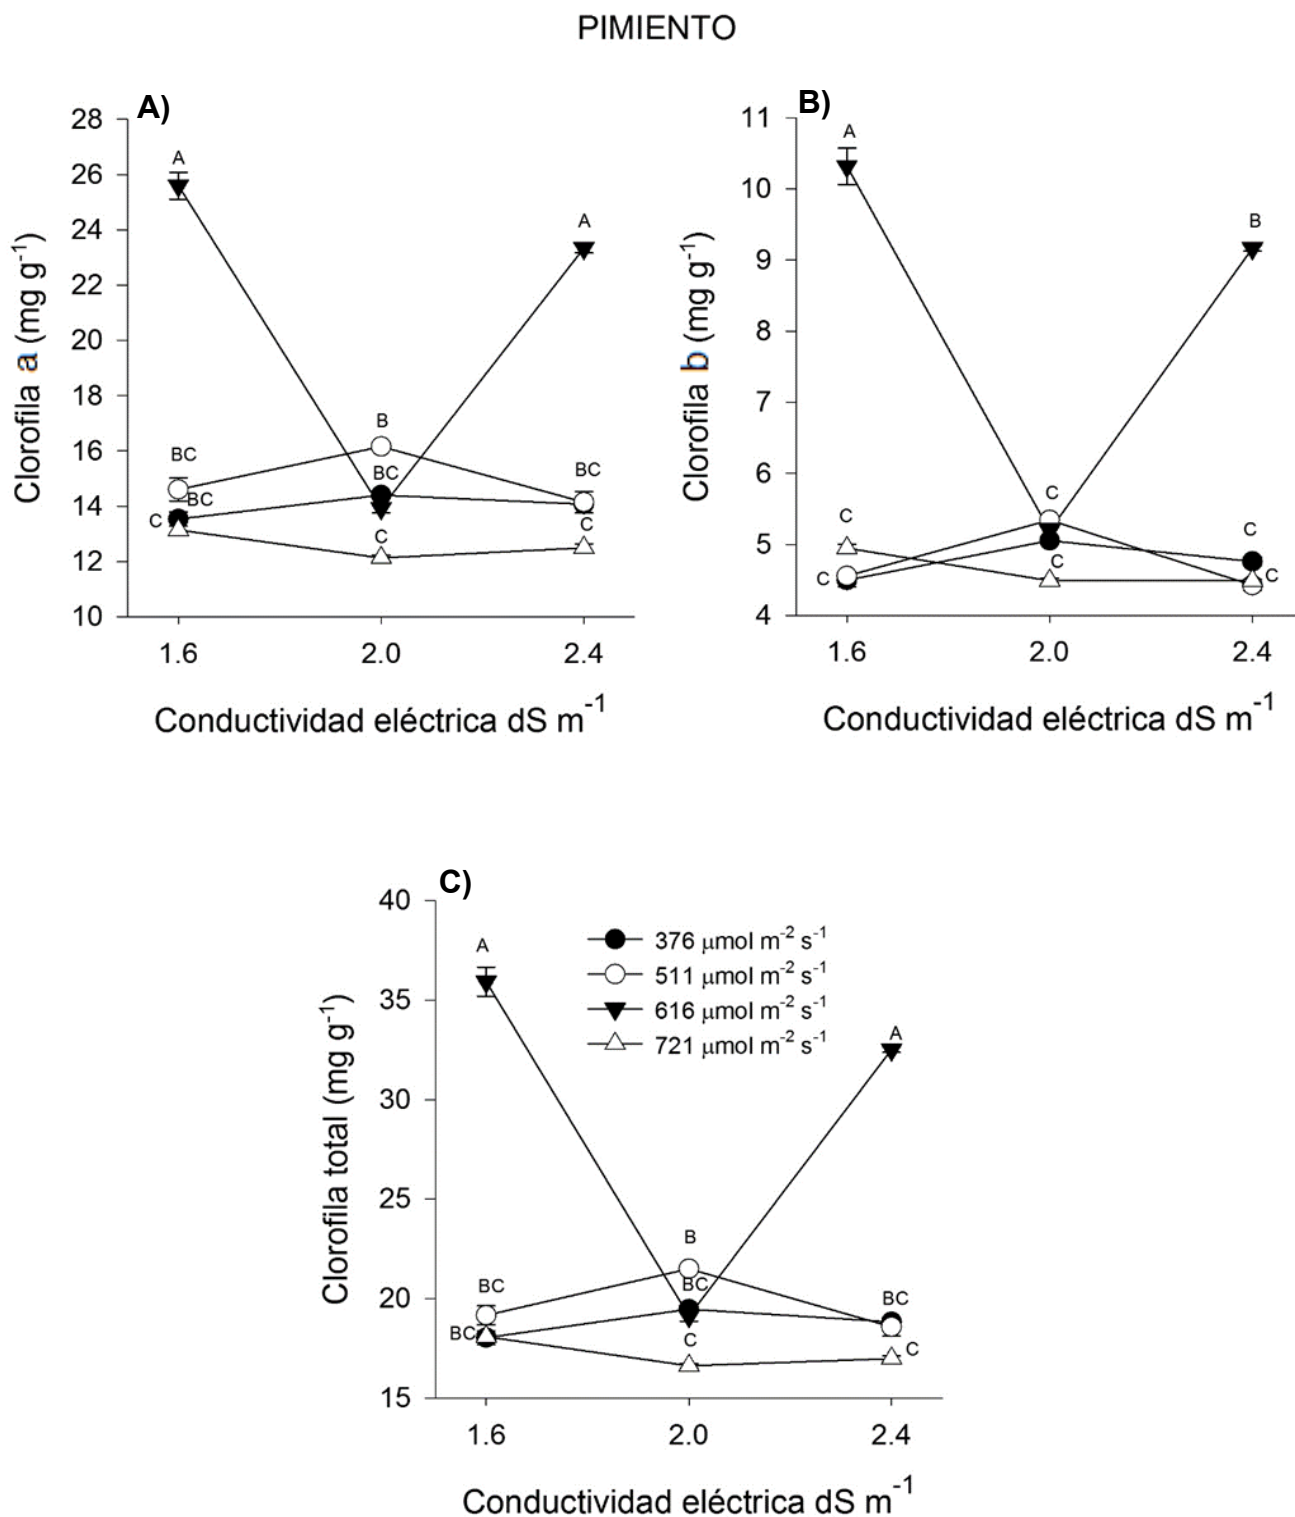 PIMIENTO
A)
Clorofila a (mg g⁻¹)
28
26
24
22
20
18
16
14
12
10
A
A
B
BC
BC
BC
BC
C
C
C
1.6 2.0 2.4
Conductividad eléctrica dS m⁻¹
B)
Clorofila b (mg g⁻¹)
11
10
9
8
7
6
5
4
A
B
C
C
C
C
C
C
1.6 2.0 2.4
Conductividad eléctrica dS m⁻¹
C)
Clorofila total (mg g⁻¹)
40
35
30
25
20
15
376 μmol m⁻² s⁻¹
511 μmol m⁻² s⁻¹
616 μmol m⁻² s⁻¹
721 μmol m⁻² s⁻¹
A
A
B
BC
BC
BC
BC
C
C
1.6 2.0 2.4
Conductividad eléctrica dS m⁻¹